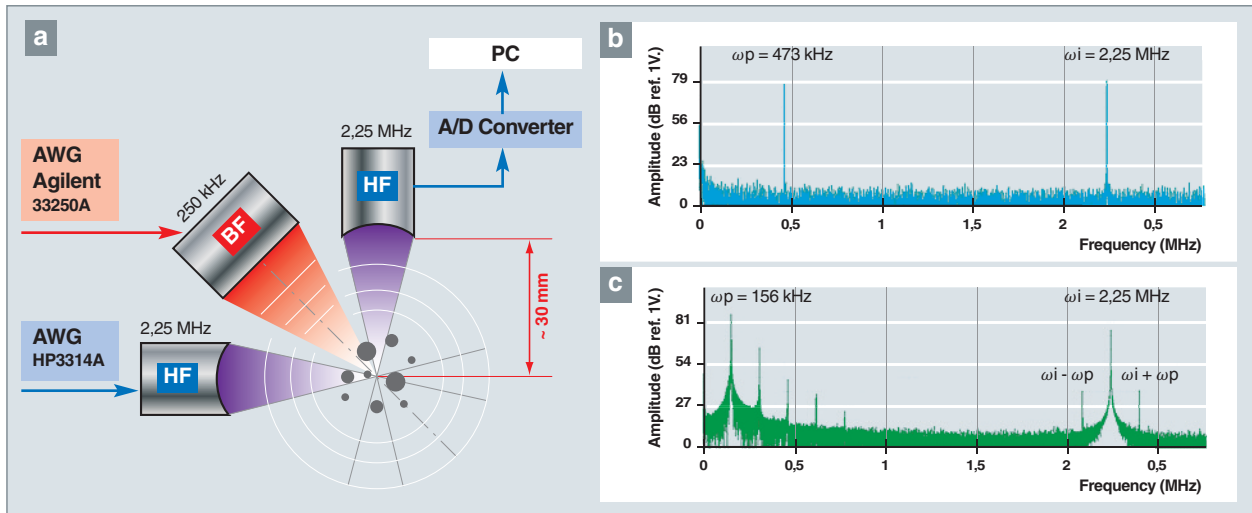 a
PC
A/D Converter
2,25 MHz
HF
AWG
Agilent
33250A
250 kHz
BF
~ 30 mm
AWG
HP3314A
2,25 MHz
HF
b
ωp = 473 kHz
ωi = 2,25 MHz
Amplitude (dB ref. 1V.)
79
56
23
0
0
0,5
1
1,5
2
0,5
Frequency (MHz)
c
ωp = 156 kHz
ωi = 2,25 MHz
ωi - ωp
ωi + ωp
Amplitude (dB ref. 1V.)
81
54
27
0
0
0,5
1
1,5
2
0,5
Frequency (MHz)